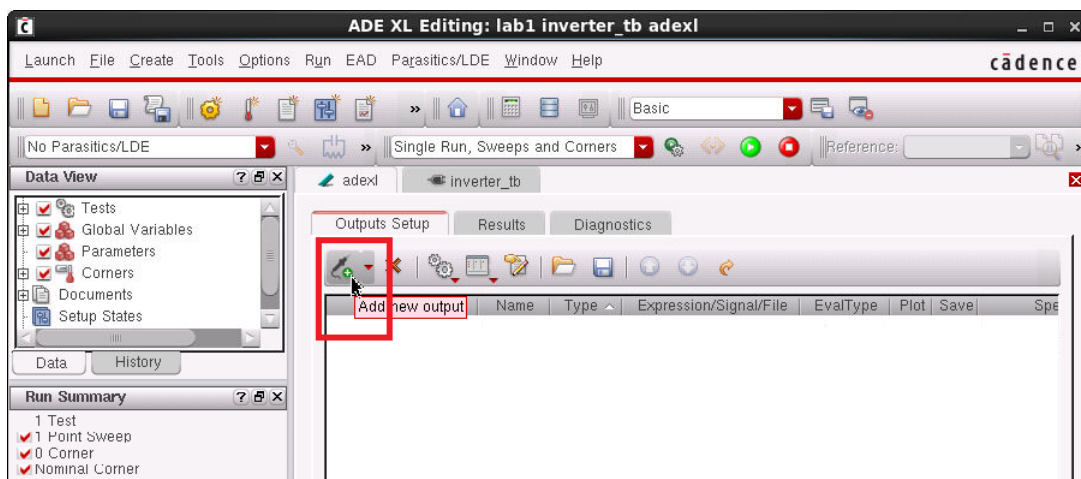 ADE XL Editing: lab1 inverter_tb adexl
Launch File Create Tools Options Run EAD Parasitics/LDE Window Help
cādence
» Basic
No Parasitics/LDE » Single Run, Sweeps and Corners Reference: »
Data View
adexl inverter_tb
Tests
Global Variables
Parameters
Corners
Documents
Setup States
Data History
Outputs Setup Results Diagnostics
Add new output Name Type Expression/Signal/File EvalType Plot Save Spe
Run Summary
1 Test
1 Point Sweep
0 Corner
Nominal Corner